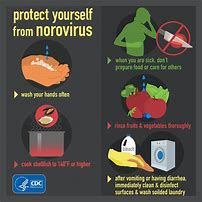 protect yourself
from norovirus
wash your hands often
cook shellfish to 140°F or higher
CDC
when you are sick, don't
prepare food or care for others
rinse fruits & vegetables thoroughly
bleach
after vomiting or having diarrhea,
immediately clean & disinfect
surfaces & wash soiled laundry